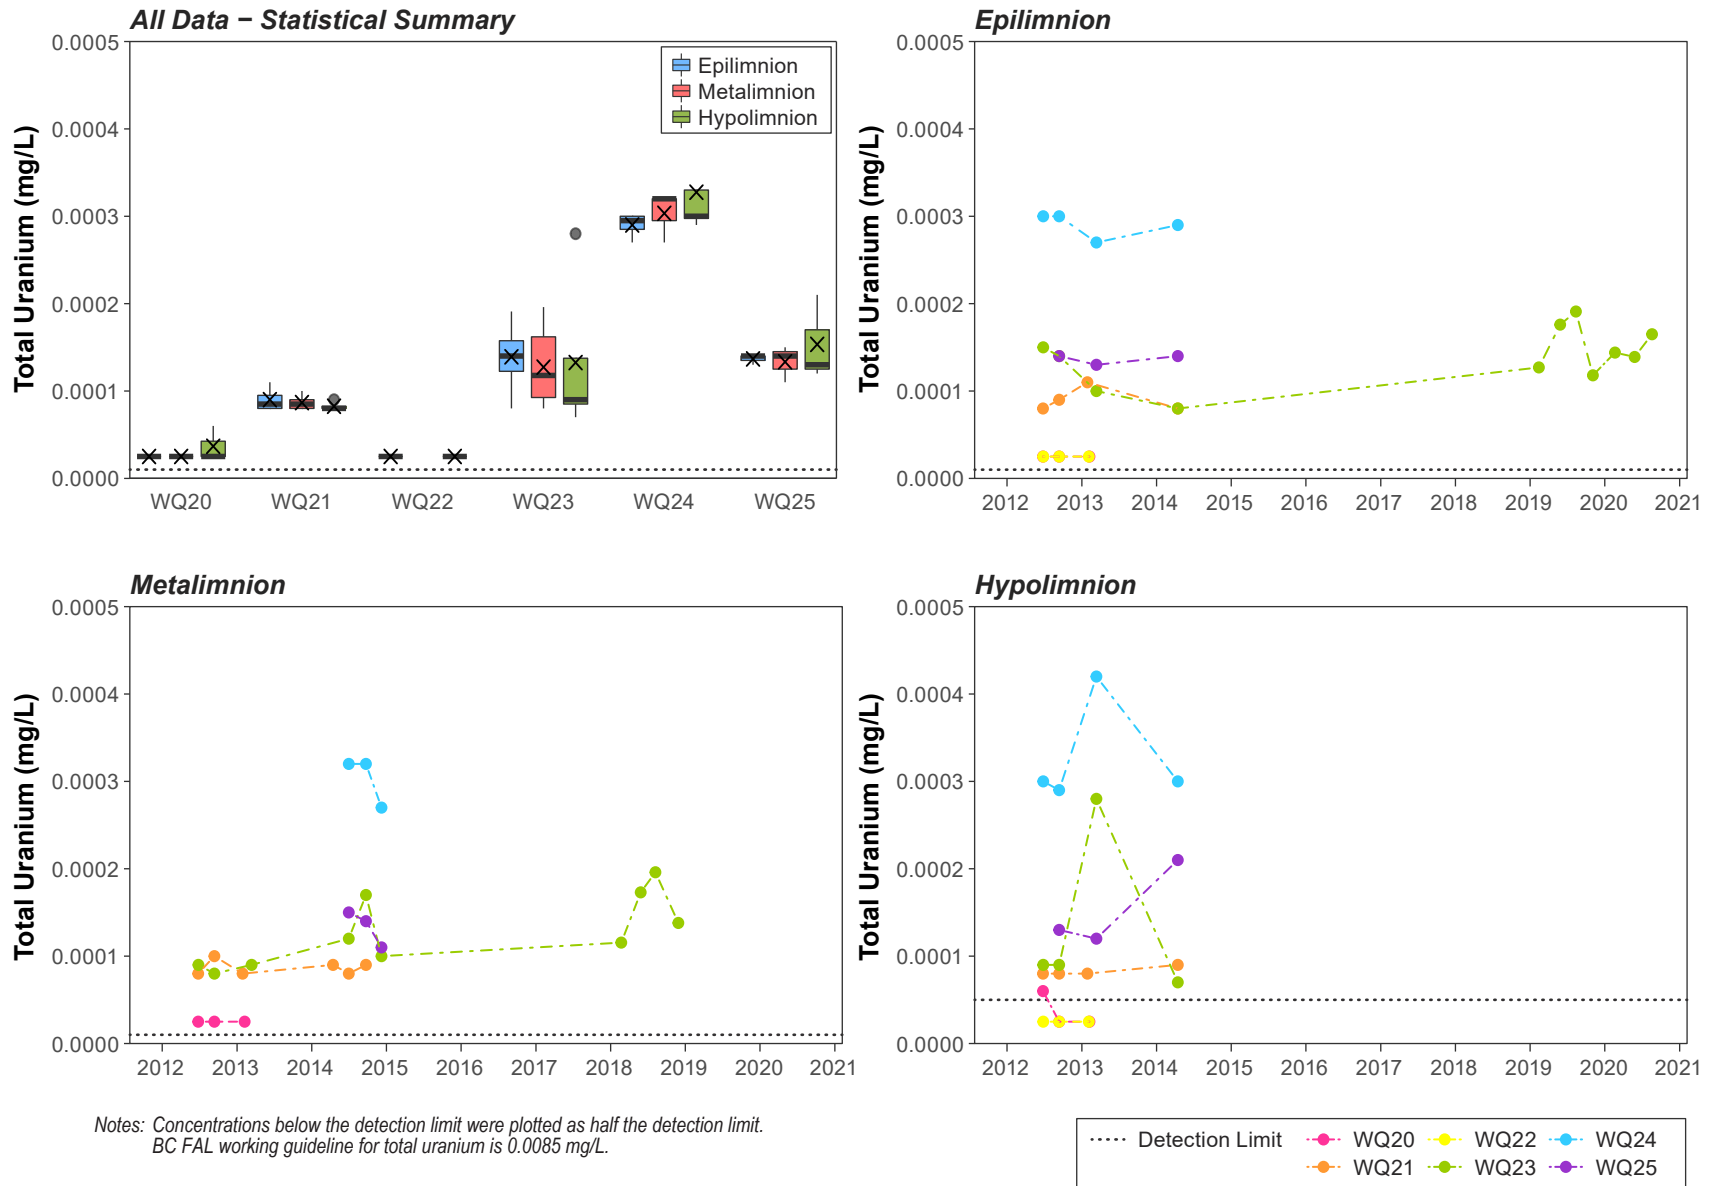 All Data − Statistical Summary
Total Uranium (mg/L)
0.0005
0.0004
0.0003
0.0002
0.0001
0.0000
Epilimnion
Metalimnion
Hypolimnion
WQ20 WQ21 WQ22 WQ23 WQ24 WQ25
Epilimnion
Total Uranium (mg/L)
0.0005
0.0004
0.0003
0.0002
0.0001
0.0000
2012 2013 2014 2015 2016 2017 2018 2019 2020 2021
Metalimnion
Total Uranium (mg/L)
0.0005
0.0004
0.0003
0.0002
0.0001
0.0000
2012 2013 2014 2015 2016 2017 2018 2019 2020 2021
Hypolimnion
Total Uranium (mg/L)
0.0005
0.0004
0.0003
0.0002
0.0001
0.0000
2012 2013 2014 2015 2016 2017 2018 2019 2020 2021
Notes: Concentrations below the detection limit were plotted as half the detection limit.
BC FAL working guideline for total uranium is 0.0085 mg/L.
Detection Limit WQ20 WQ22 WQ24
WQ21 WQ23 WQ25